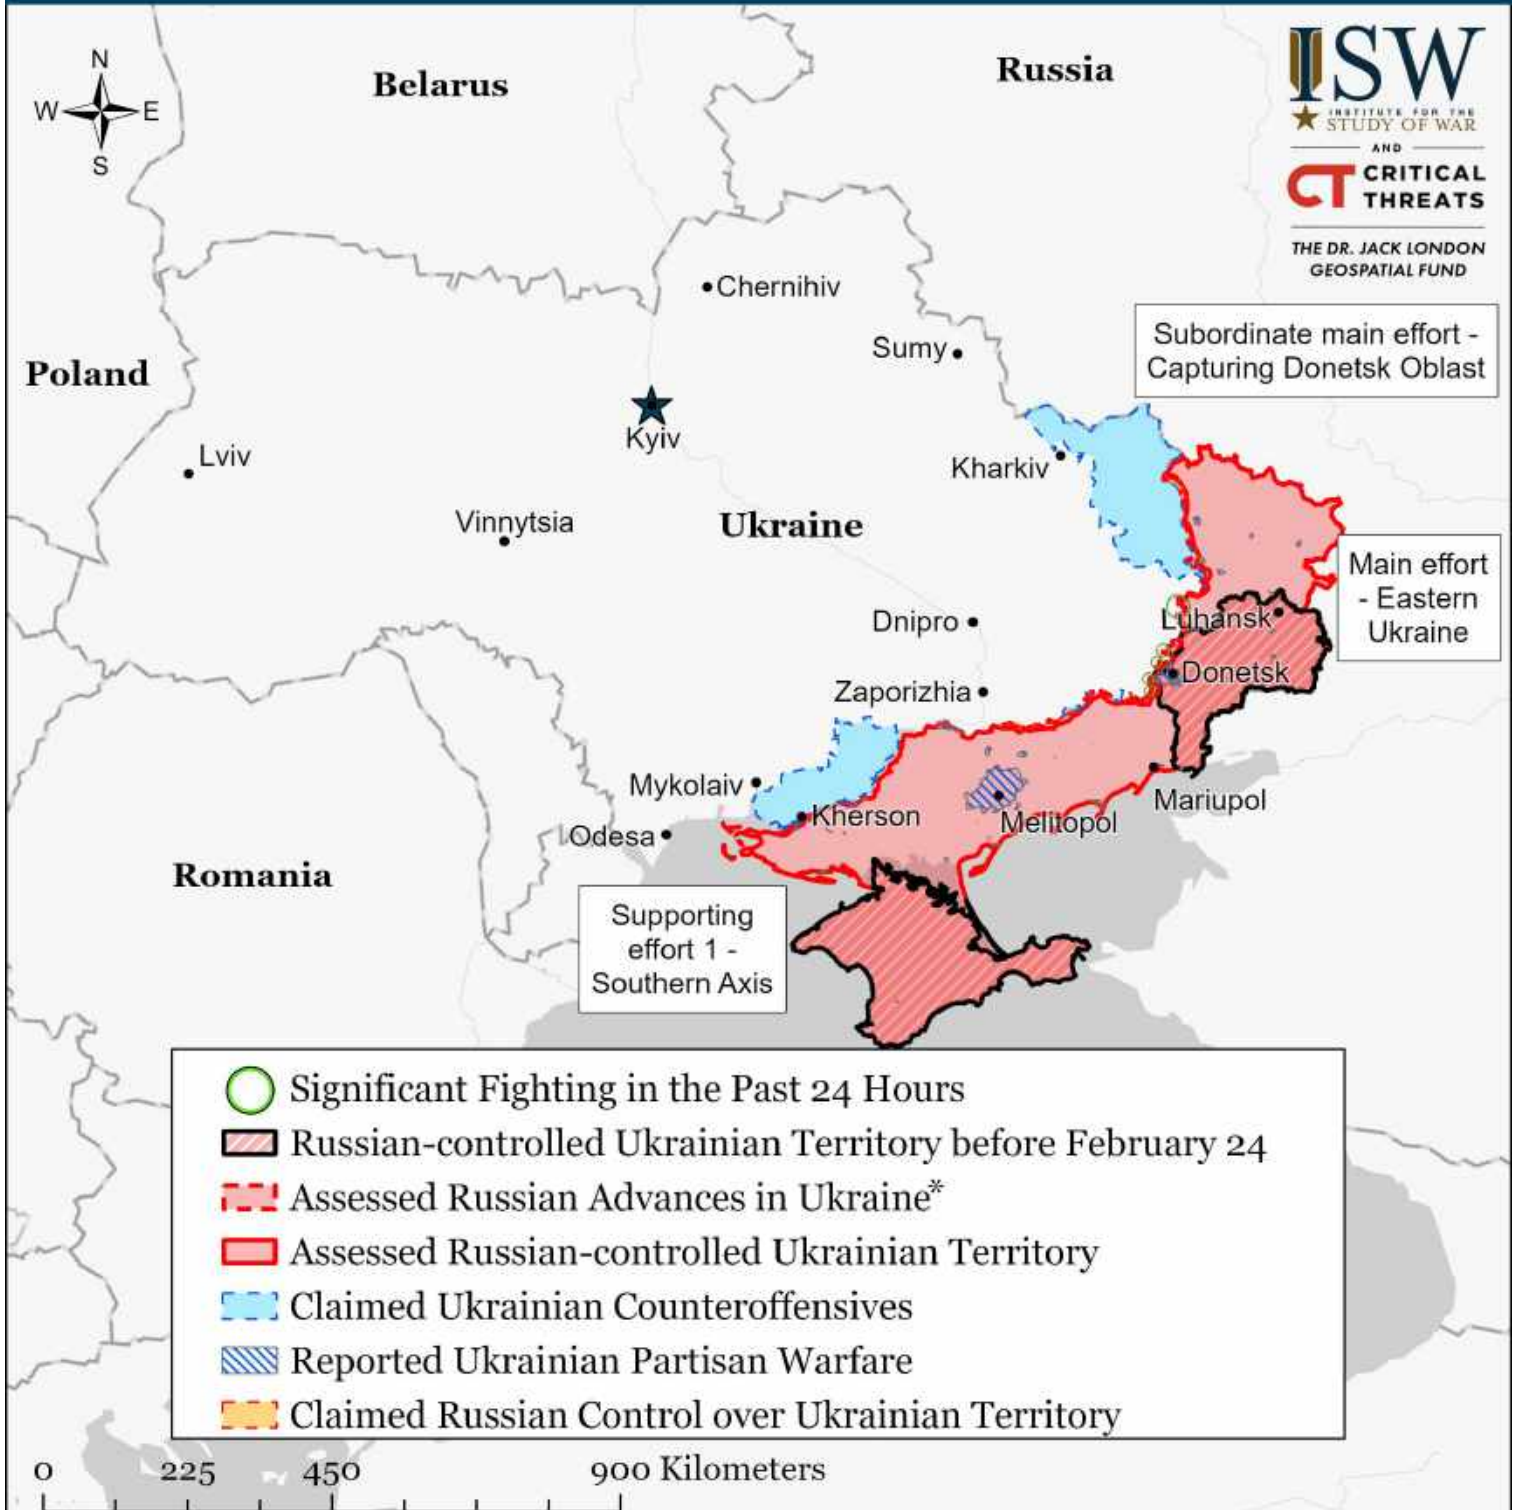 N
W E
S
Belarus
Russia
ISW
INSTITUTE FOR THE
STUDY OF WAR
AND
CT CRITICAL
THREATS
THE DR. JACK LONDON
GEOSPATIAL FUND
Chernihiv
Sumy
Subordinate main effort -
Capturing Donetsk Oblast
Poland
Kyiv
Lviv
Kharkiv
Vinnytsia
Ukraine
Main effort
- Eastern
Ukraine
Dnipro
Luhansk
Donetsk
Zaporizhia
Mykolaiv
Kherson
Melitopol
Mariupol
Odesa
Romania
Supporting
effort 1 -
Southern Axis
Significant Fighting in the Past 24 Hours
Russian-controlled Ukrainian Territory before February 24
Assessed Russian Advances in Ukraine*
Assessed Russian-controlled Ukrainian Territory
Claimed Ukrainian Counteroffensives
Reported Ukrainian Partisan Warfare
Claimed Russian Control over Ukrainian Territory
0 225 450 900 Kilometers